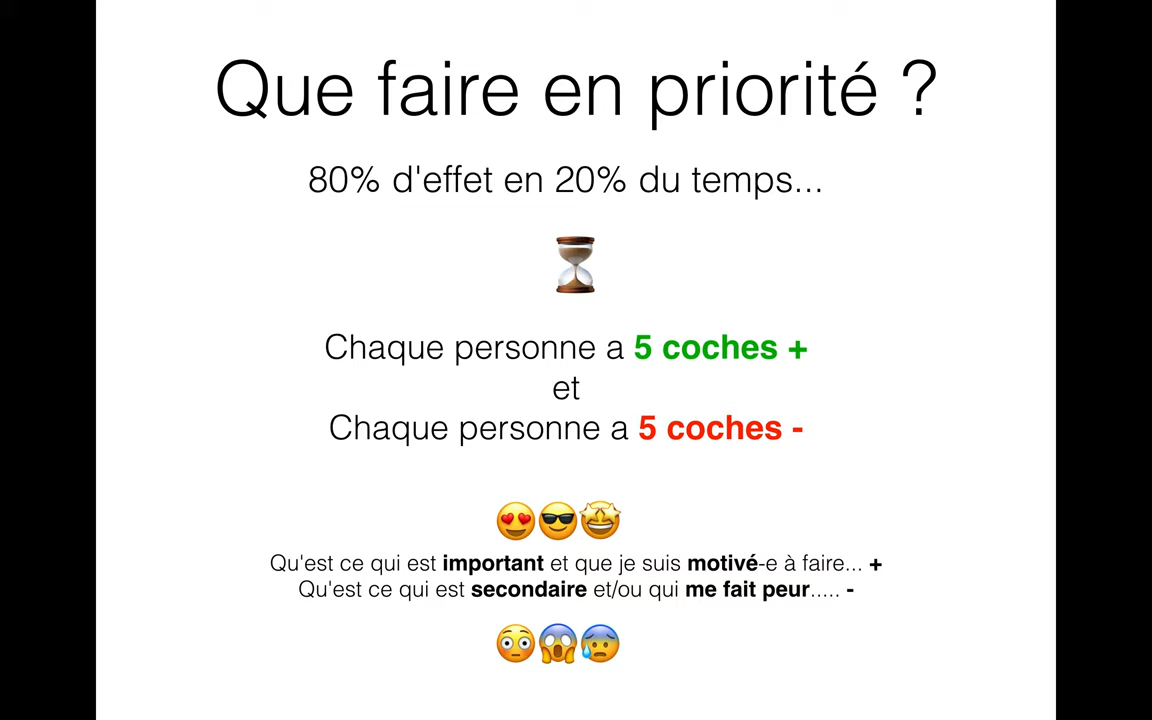 Que faire en priorité ?
80% d'effet en 20% du temps...
Chaque personne a 5 coches +
et
Chaque personne a 5 coches -
Qu'est ce qui est important et que je suis motivé-e à faire... +
Qu'est ce qui est secondaire et/ou qui me fait peur..... -